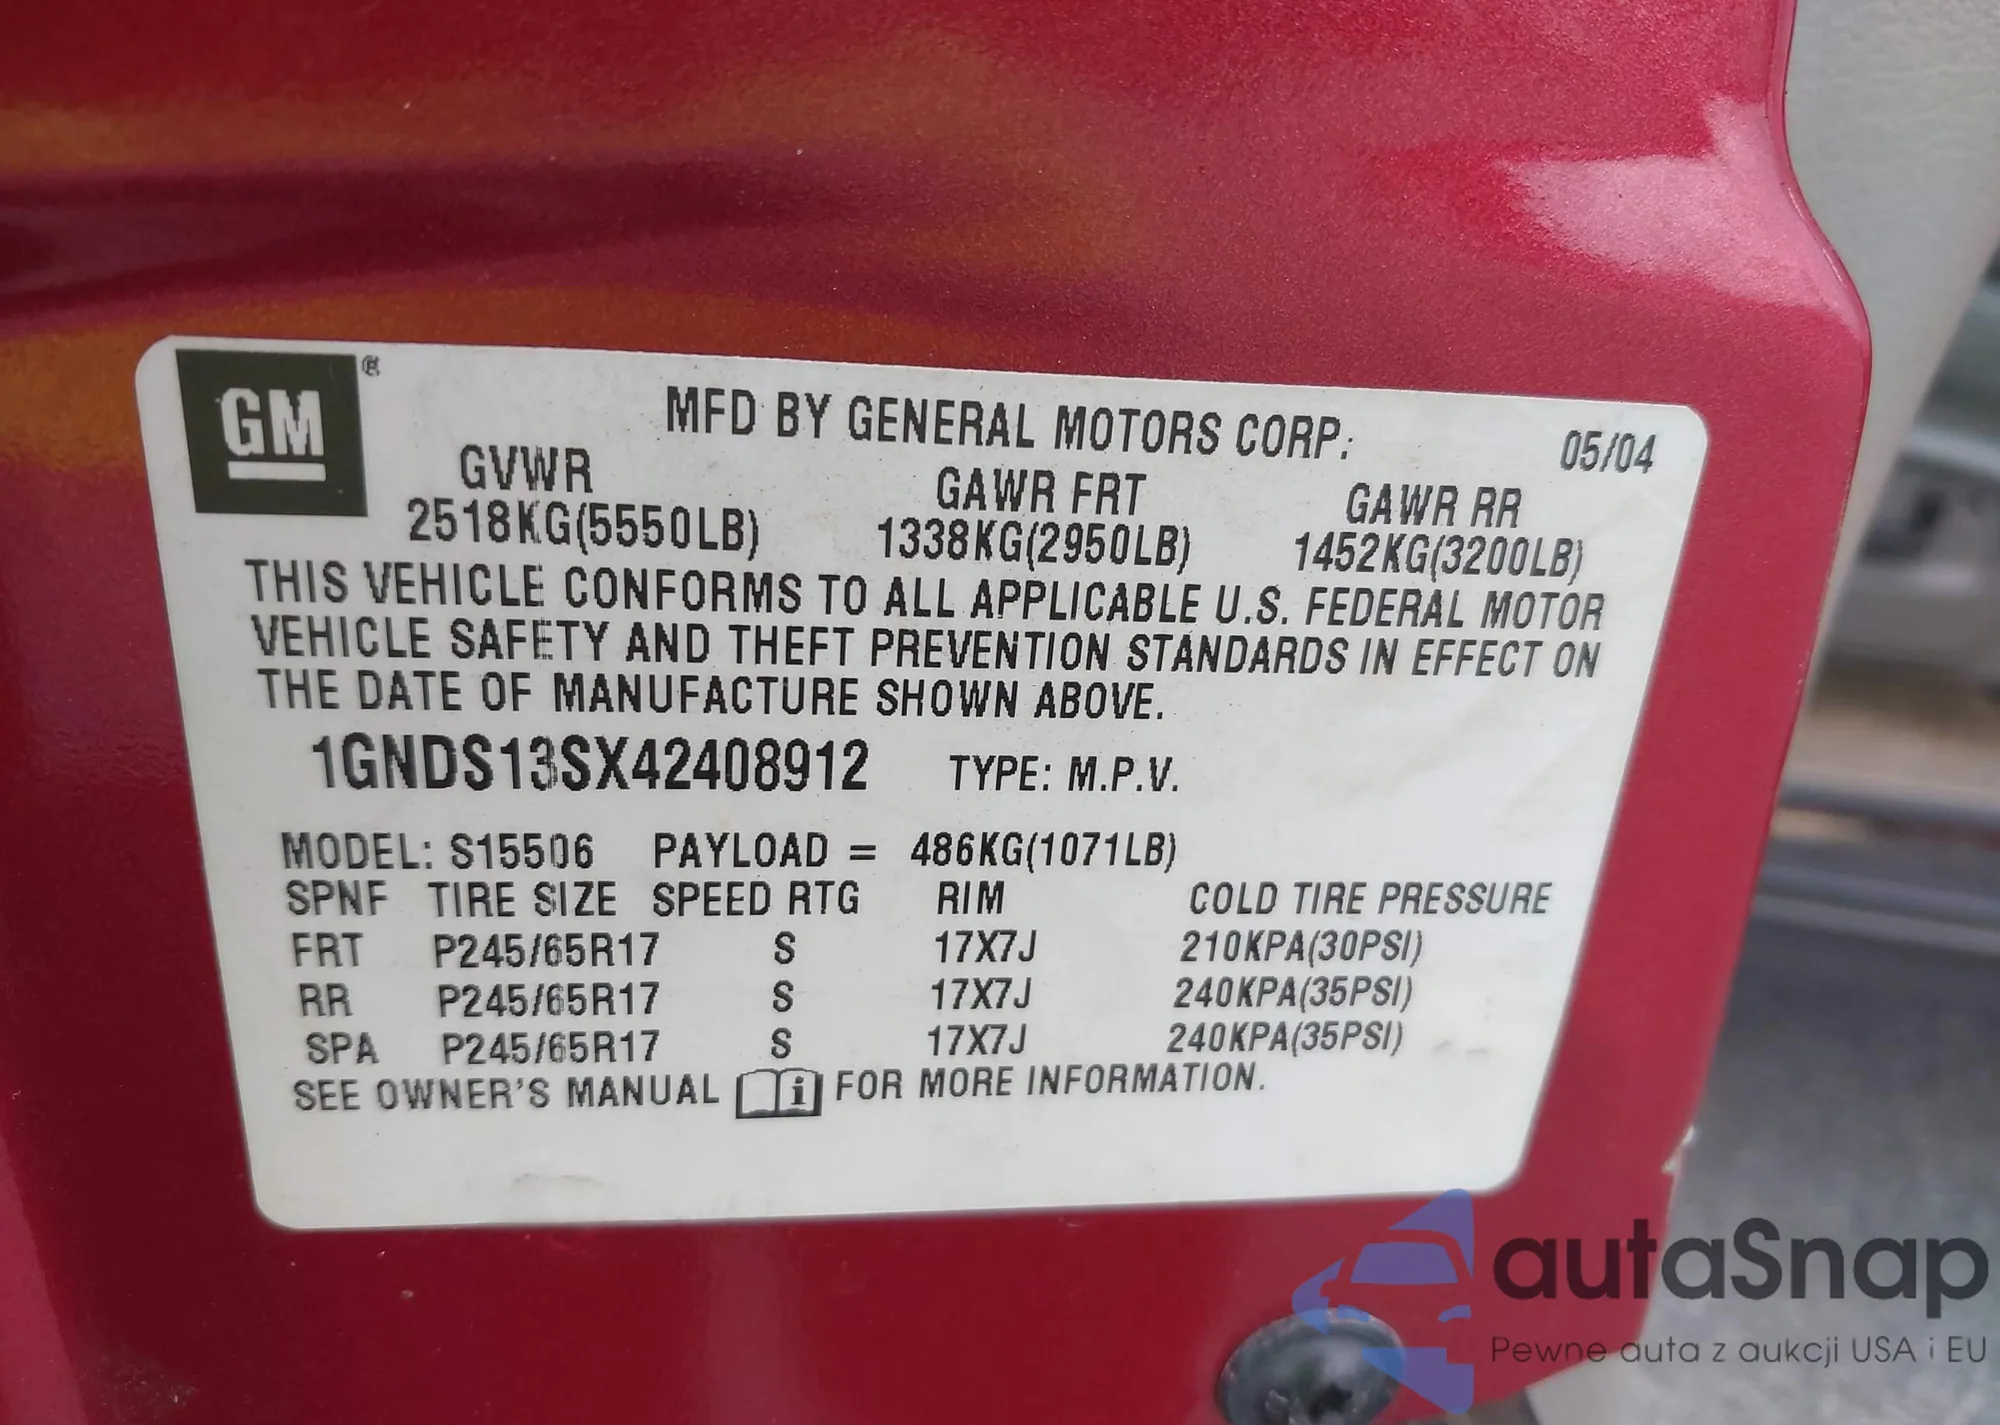 GM®
MFD BY GENERAL MOTORS CORP. 05/04
GVWR GAWR FRT GAWR RR
2518KG(5550LB) 1338KG(2950LB) 1452KG(3200LB)
THIS VEHICLE CONFORMS TO ALL APPLICABLE U.S. FEDERAL MOTOR
VEHICLE SAFETY AND THEFT PREVENTION STANDARDS IN EFFECT ON
THE DATE OF MANUFACTURE SHOWN ABOVE.
1GNDS13SX42408912 TYPE: M.P.V.
MODEL: S15506 PAYLOAD = 486KG(1071LB)
SPNF TIRE SIZE SPEED RTG RIM COLD TIRE PRESSURE
FRT P245/65R17 S 17X7J 210KPA(30PSI)
RR P245/65R17 S 17X7J 240KPA(35PSI)
SPA P245/65R17 S 17X7J 240KPA(35PSI)
SEE OWNER'S MANUAL i FOR MORE INFORMATION.
autaSnap
Pewne auta z aukcji USA i EU